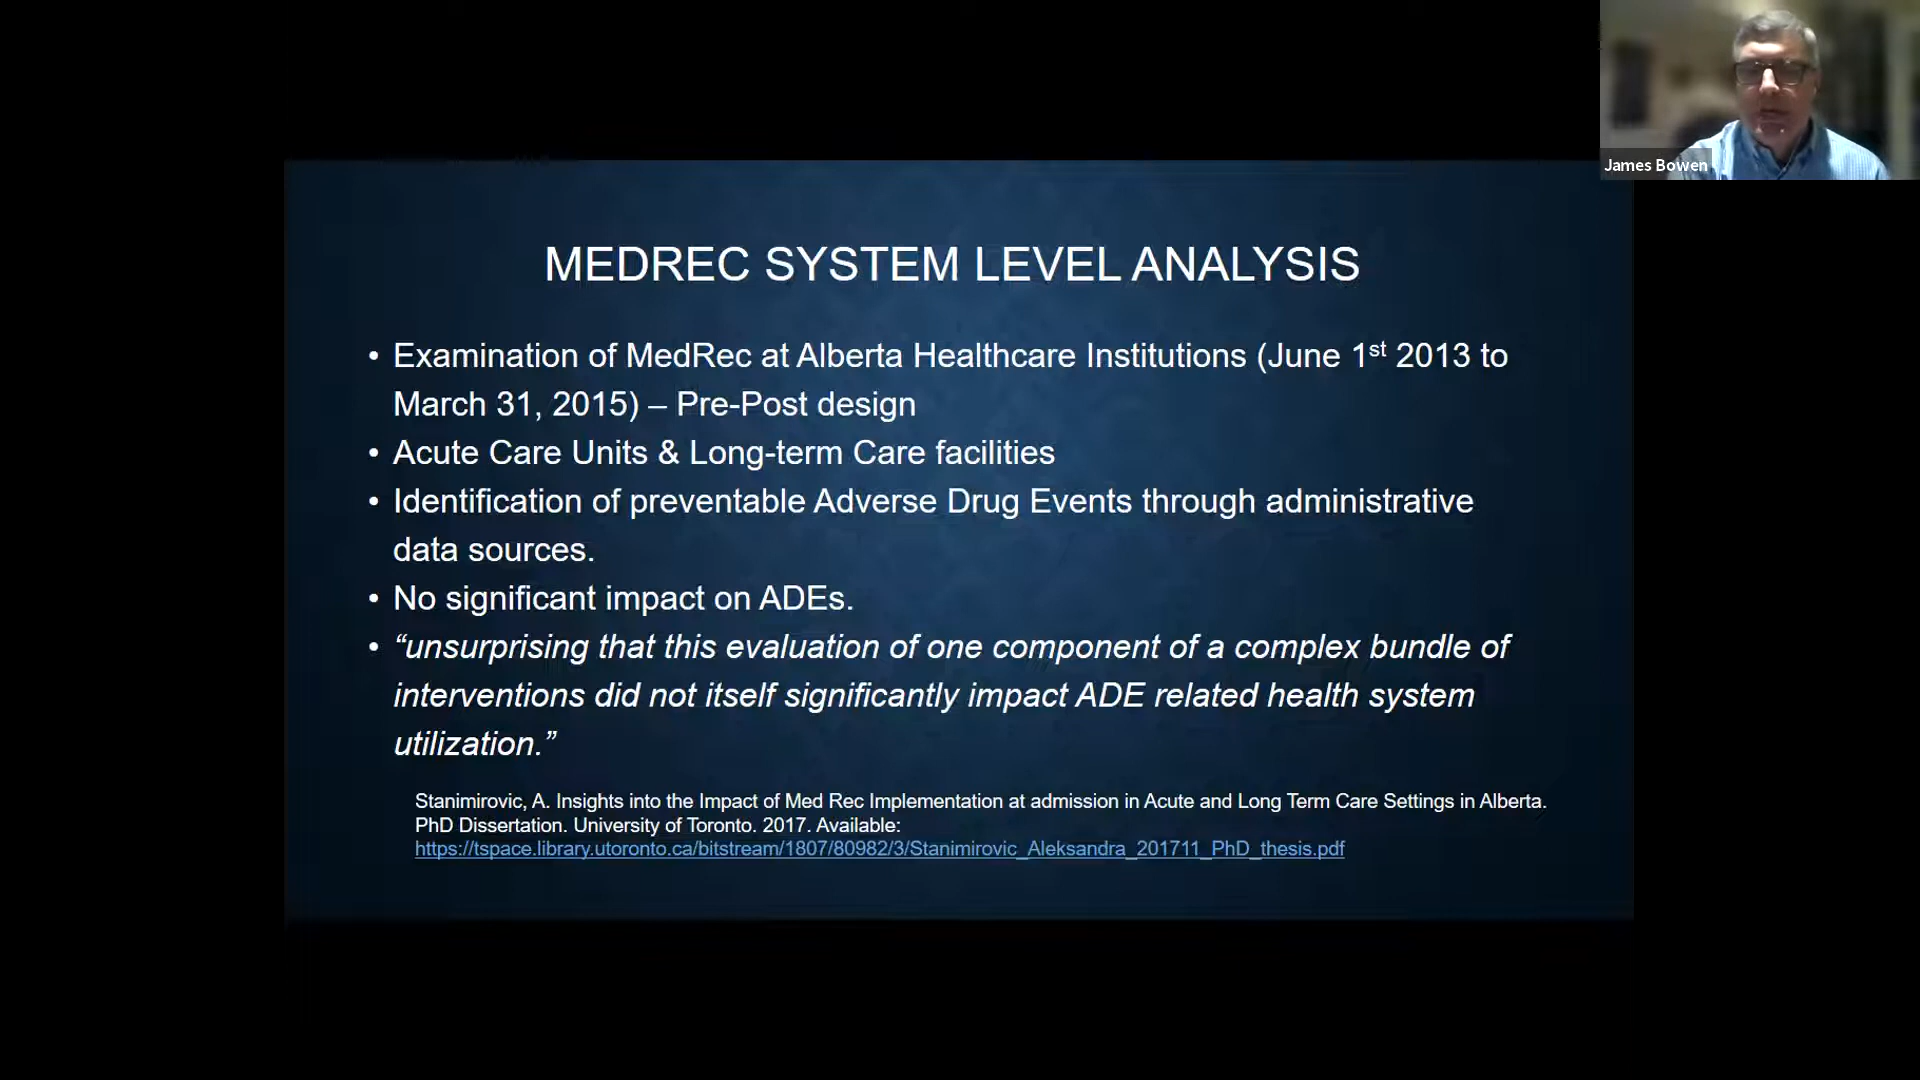 James Bowen
MEDREC SYSTEM LEVEL ANALYSIS
• Examination of MedRec at Alberta Healthcare Institutions (June 1st 2013 to
March 31, 2015) – Pre-Post design
• Acute Care Units & Long-term Care facilities
• Identification of preventable Adverse Drug Events through administrative
data sources.
• No significant impact on ADEs.
• “unsurprising that this evaluation of one component of a complex bundle of
interventions did not itself significantly impact ADE related health system
utilization.”
Stanimirovic, A. Insights into the Impact of Med Rec Implementation at admission in Acute and Long Term Care Settings in Alberta.
PhD Dissertation. University of Toronto. 2017. Available:
https://tspace.library.utoronto.ca/bitstream/1807/80982/3/Stanimirovic_Aleksandra_201711_PhD_thesis.pdf